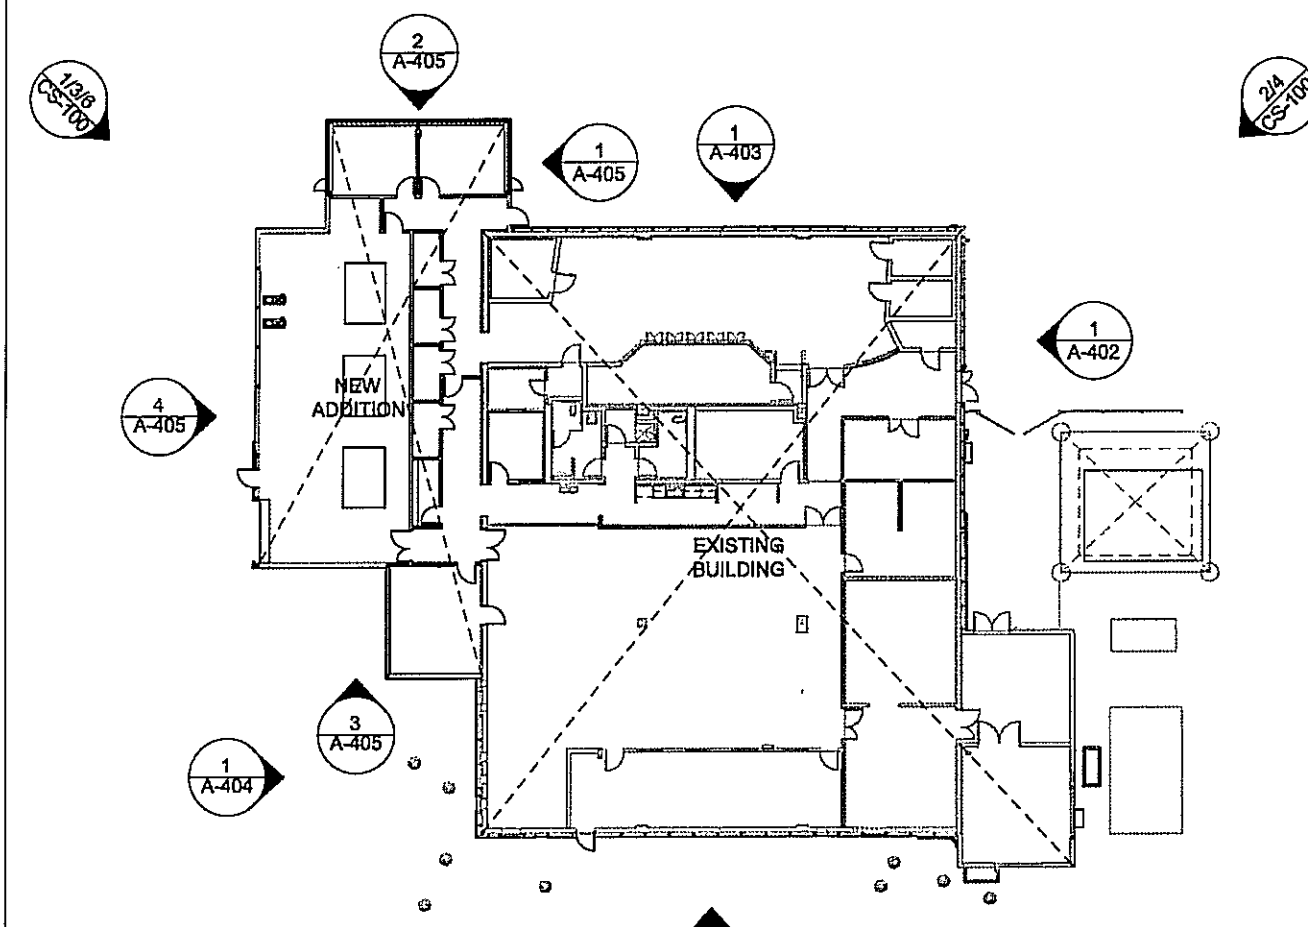 2
A-405
1/3/6
CS-100
2/4
CS-100
1
A-405
1
A-403
1
A-402
NEW
ADDITION
4
A-405
EXISTING
BUILDING
3
A-405
1
A-404